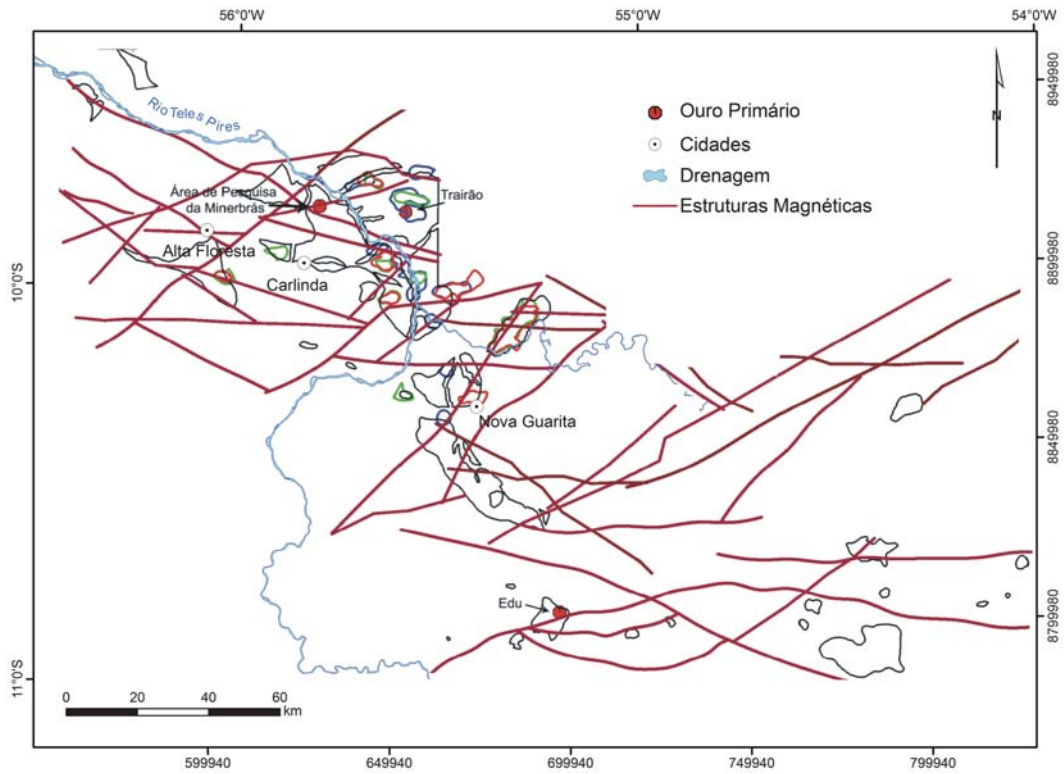 56°0'W
55°0'W
54°0'W
8949980
8899980
8849980
8799980
10°0'S
11°0'S
Rio Teles Pires
Ouro Primário
Cidades
Drenagem
Estruturas Magnéticas
N
Área de Pesquisa
da Minerbrás
Trairão
Alta Floresta
Carlinda
Nova Guarita
Edu
0 20 40 60
km
599940
649940
699940
749940
799940